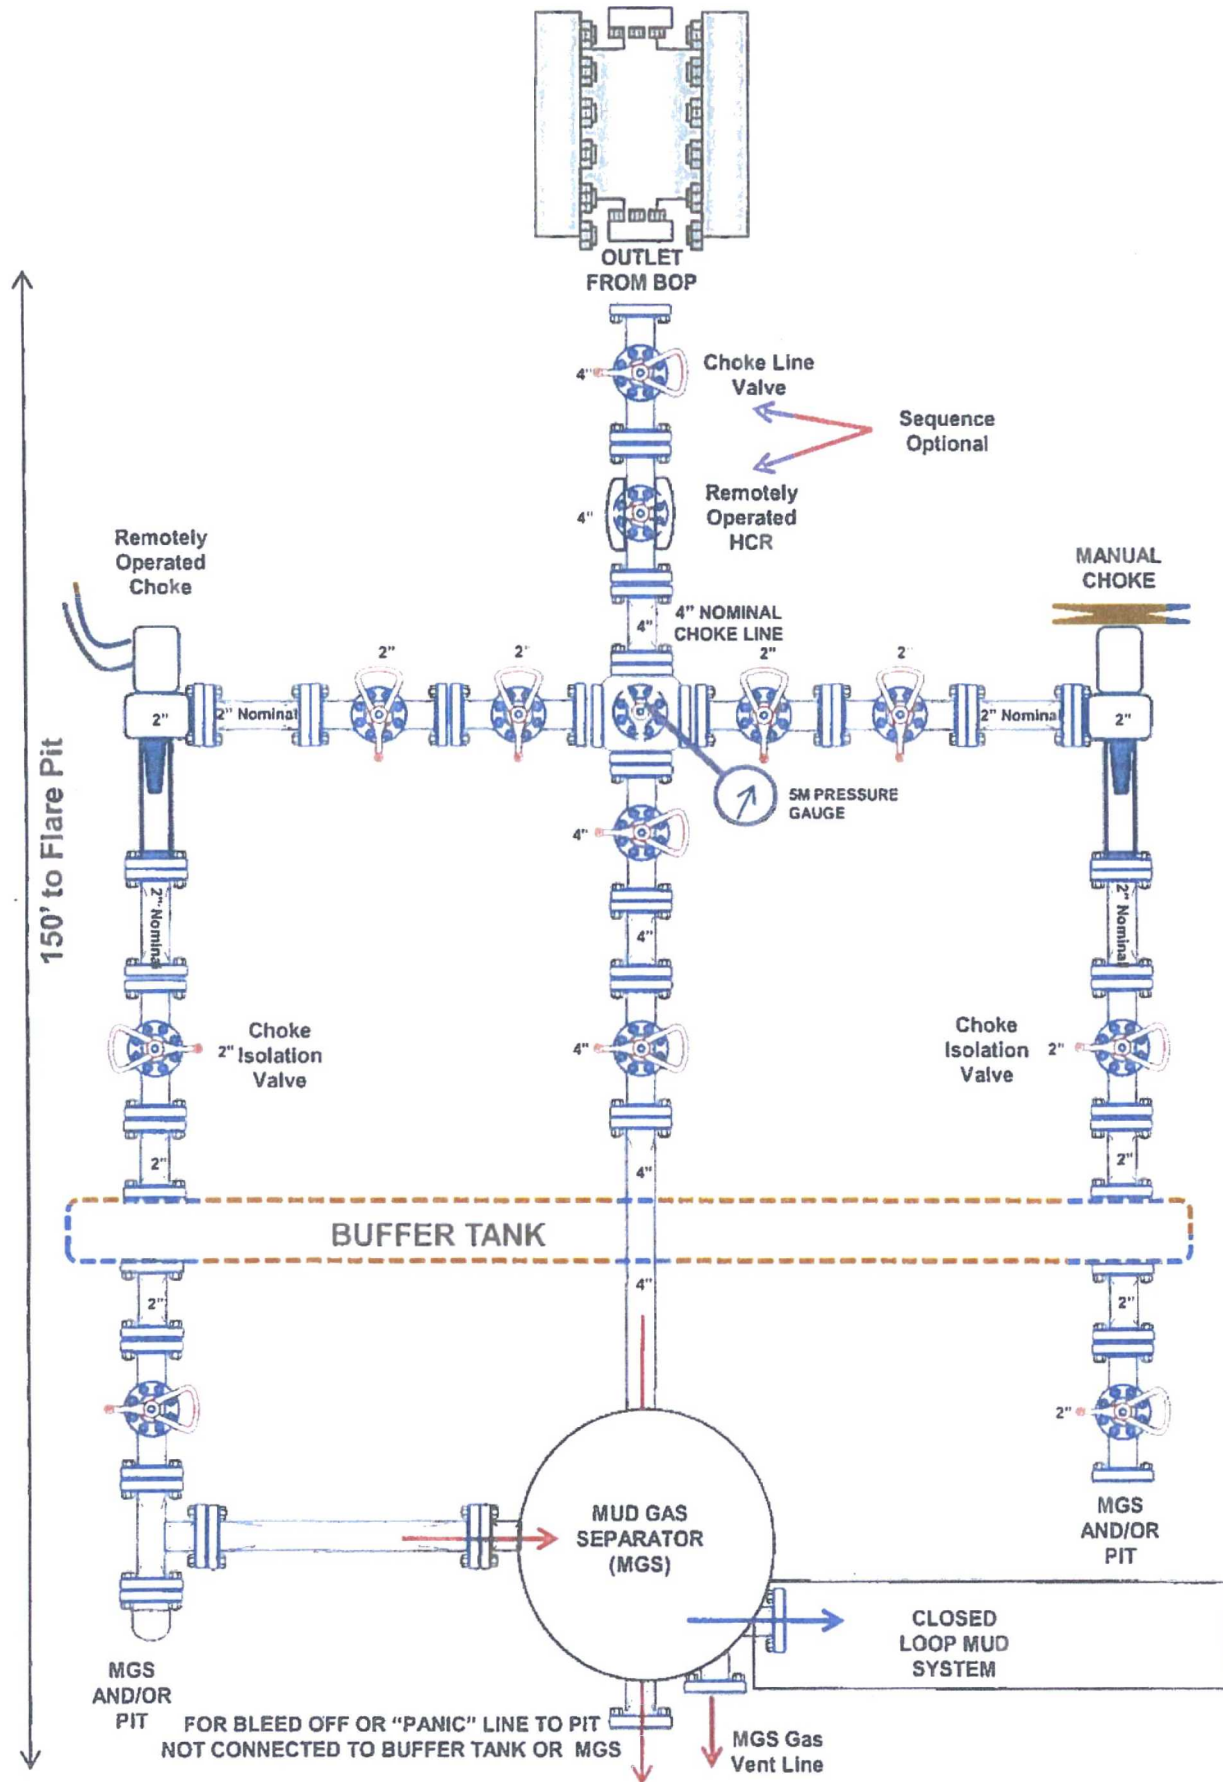 OUTLET
FROM BOP
4"
Choke Line
Valve
Sequence
Optional
4"
Remotely
Operated
HCR
Remotely
Operated
Choke
MANUAL
CHOKE
4"
4" NOMINAL
CHOKE LINE
2"
2"
2"
2"
2"
2" Nominal
2" Nominal
2"
5M PRESSURE
GAUGE
4"
150' to Flare Pit
2" Nominal
4"
2" Nominal
2"
Choke
Isolation
Valve
4"
Choke
Isolation
Valve
2"
2"
4"
2"
BUFFER TANK
2"
4"
2"
2"
MUD GAS
SEPARATOR
(MGS)
MGS
AND/OR
PIT
CLOSED
LOOP MUD
SYSTEM
MGS
AND/OR
PIT
FOR BLEED OFF OR "PANIC" LINE TO PIT
NOT CONNECTED TO BUFFER TANK OR MGS
MGS Gas
Vent Line